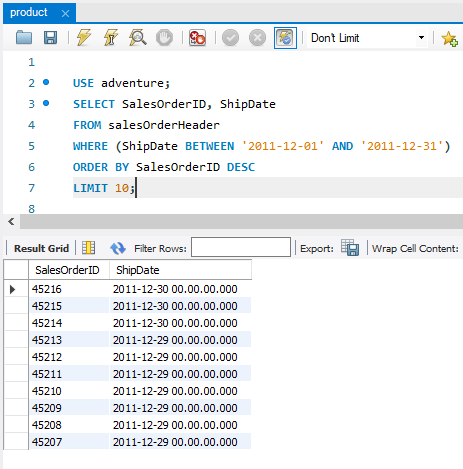 product
Don't Limit
1
2 USE adventure;
3 SELECT SalesOrderID, ShipDate
4 FROM salesOrderHeader
5 WHERE (ShipDate BETWEEN '2011-12-01' AND '2011-12-31')
6 ORDER BY SalesOrderID DESC
7 LIMIT 10;
8
Result Grid Filter Rows: Export: Wrap Cell Content:
SalesOrderID ShipDate
45216 2011-12-30 00.00.00.000
45215 2011-12-30 00.00.00.000
45214 2011-12-30 00.00.00.000
45213 2011-12-29 00.00.00.000
45212 2011-12-29 00.00.00.000
45211 2011-12-29 00.00.00.000
45210 2011-12-29 00.00.00.000
45209 2011-12-29 00.00.00.000
45208 2011-12-29 00.00.00.000
45207 2011-12-29 00.00.00.000